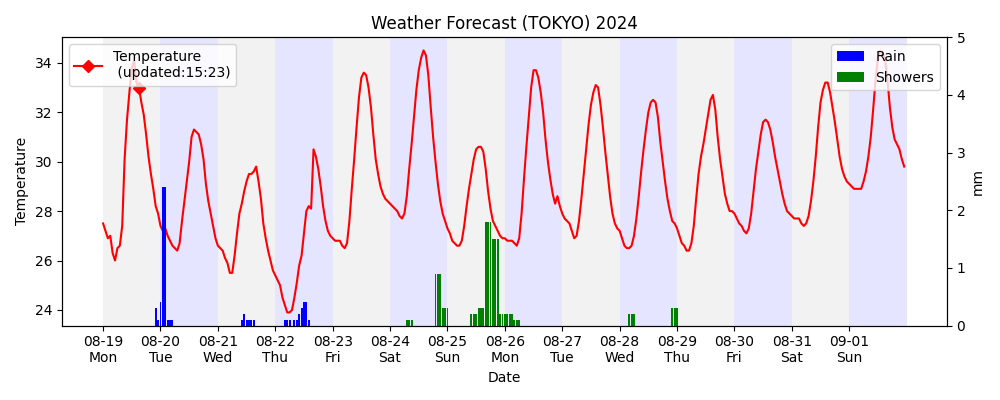 Weather Forecast (TOKYO) 2024
Temperature
(updated:15:23)
Rain
Showers
Temperature
34
32
30
28
26
24
5
4
3
2
1
0
mm
08-19 08-20 08-21 08-22 08-23 08-24 08-25 08-26 08-27 08-28 08-29 08-30 08-31 09-01
Mon Tue Wed Thu Fri Sat Sun Mon Tue Wed Thu Fri Sat Sun
Date